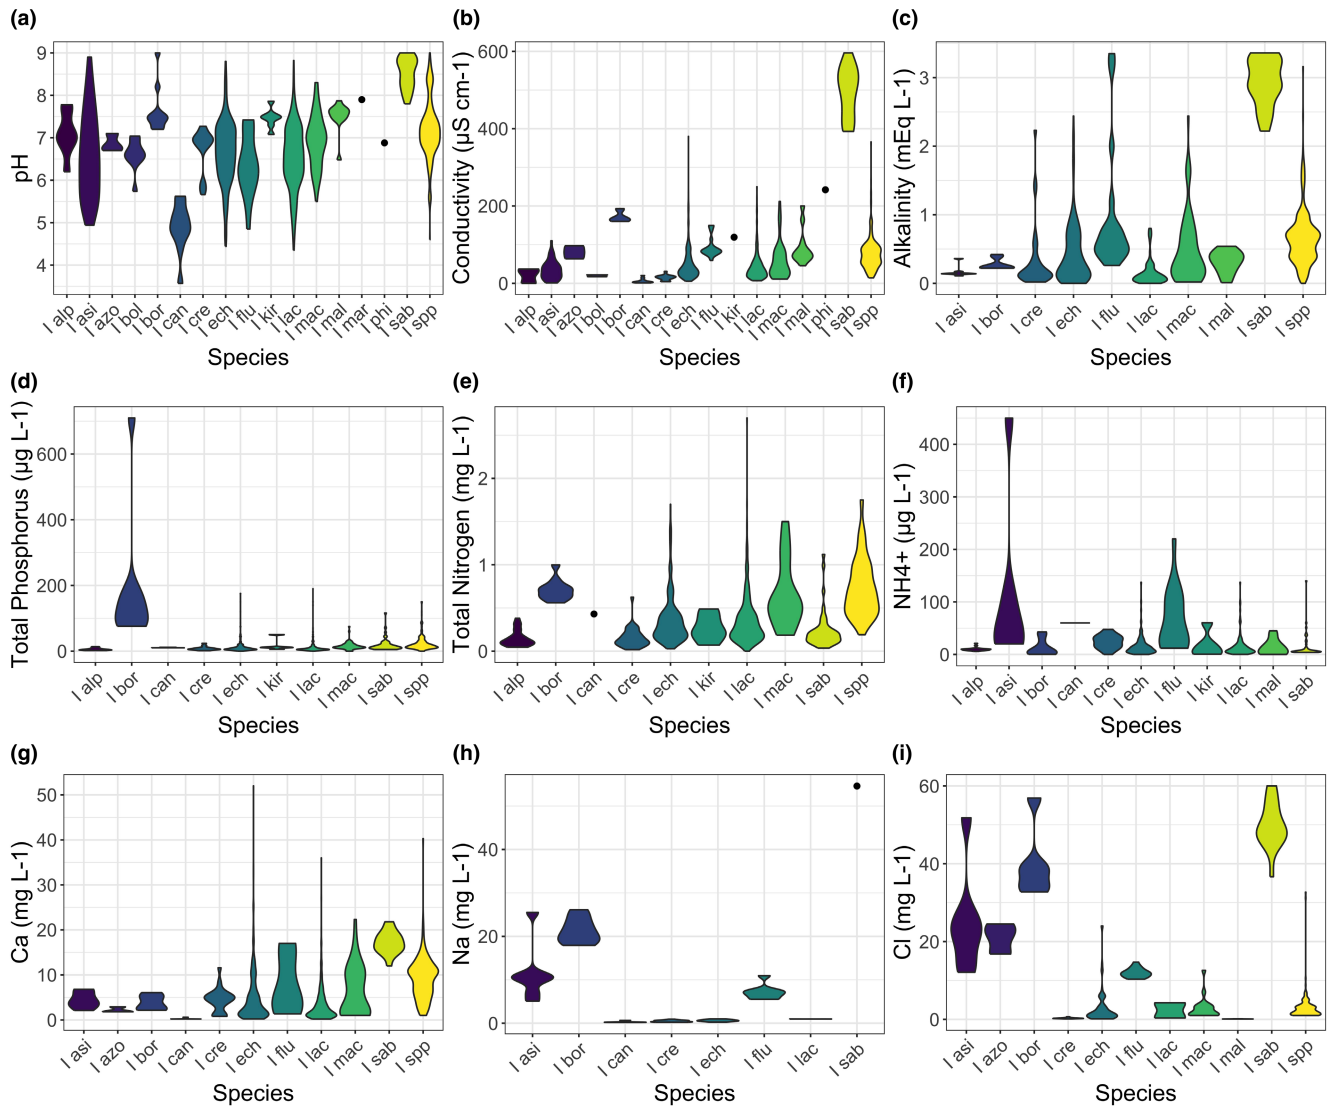 (a)
pH
9
8
7
6
5
4
I alp I asi I azo I bol I bor I can I cre I ech I flu I kir I lac I mac I mal I mar I phi I sab I spp
Species
(b)
Conductivity (µS cm-1)
600
400
200
0
I alp I asi I azo I bol I bor I can I cre I ech I flu I kir I lac I mac I mal I phi I sab I spp
Species
(c)
Alkalinity (mEq L-1)
3
2
1
0
I asi I bor I cre I ech I flu I lac I mac I mal I sab I spp
Species
(d)
Total Phosphorus (µg L-1)
600
400
200
0
I alp I bor I can I cre I ech I kir I lac I mac I sab I spp
Species
(e)
Total Nitrogen (mg L-1)
2
1
0
I alp I bor I can I cre I ech I kir I lac I mac I sab I spp
Species
(f)
NH4+ (µg L-1)
400
300
200
100
0
I alp I asi I bor I can I cre I ech I flu I kir I lac I mal I sab
Species
(g)
Ca (mg L-1)
50
40
30
20
10
0
I asi I azo I bor I can I cre I ech I flu I lac I mac I sab I spp
Species
(h)
Na (mg L-1)
40
20
0
I asi I bor I can I cre I ech I flu I lac I sab
Species
(i)
Cl (mg L-1)
60
40
20
0
I asi I azo I bor I cre I ech I flu I lac I mac I mal I sab I spp
Species